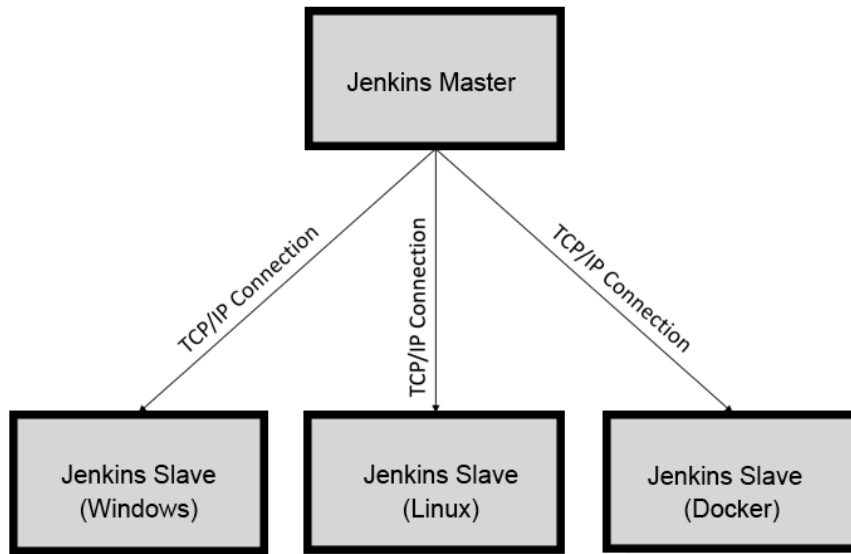 Jenkins Master
TCP/IP Connection
TCP/IP Connection
TCP/IP Connection
Jenkins Slave
(Windows)
Jenkins Slave
(Linux)
Jenkins Slave
(Docker)